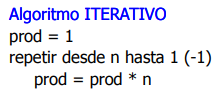 Algoritmo ITERATIVO
prod = 1
repetir desde n hasta 1 (-1)
prod = prod * n